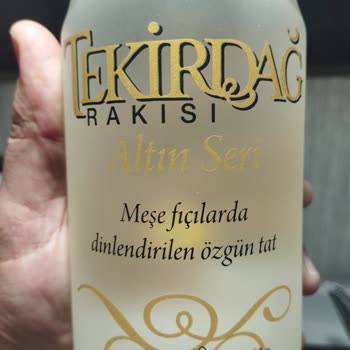 TEKİRDAĞ
RAKISI
Altın Seri
Meşe fıçılarda
dinlendirilen özgün tat